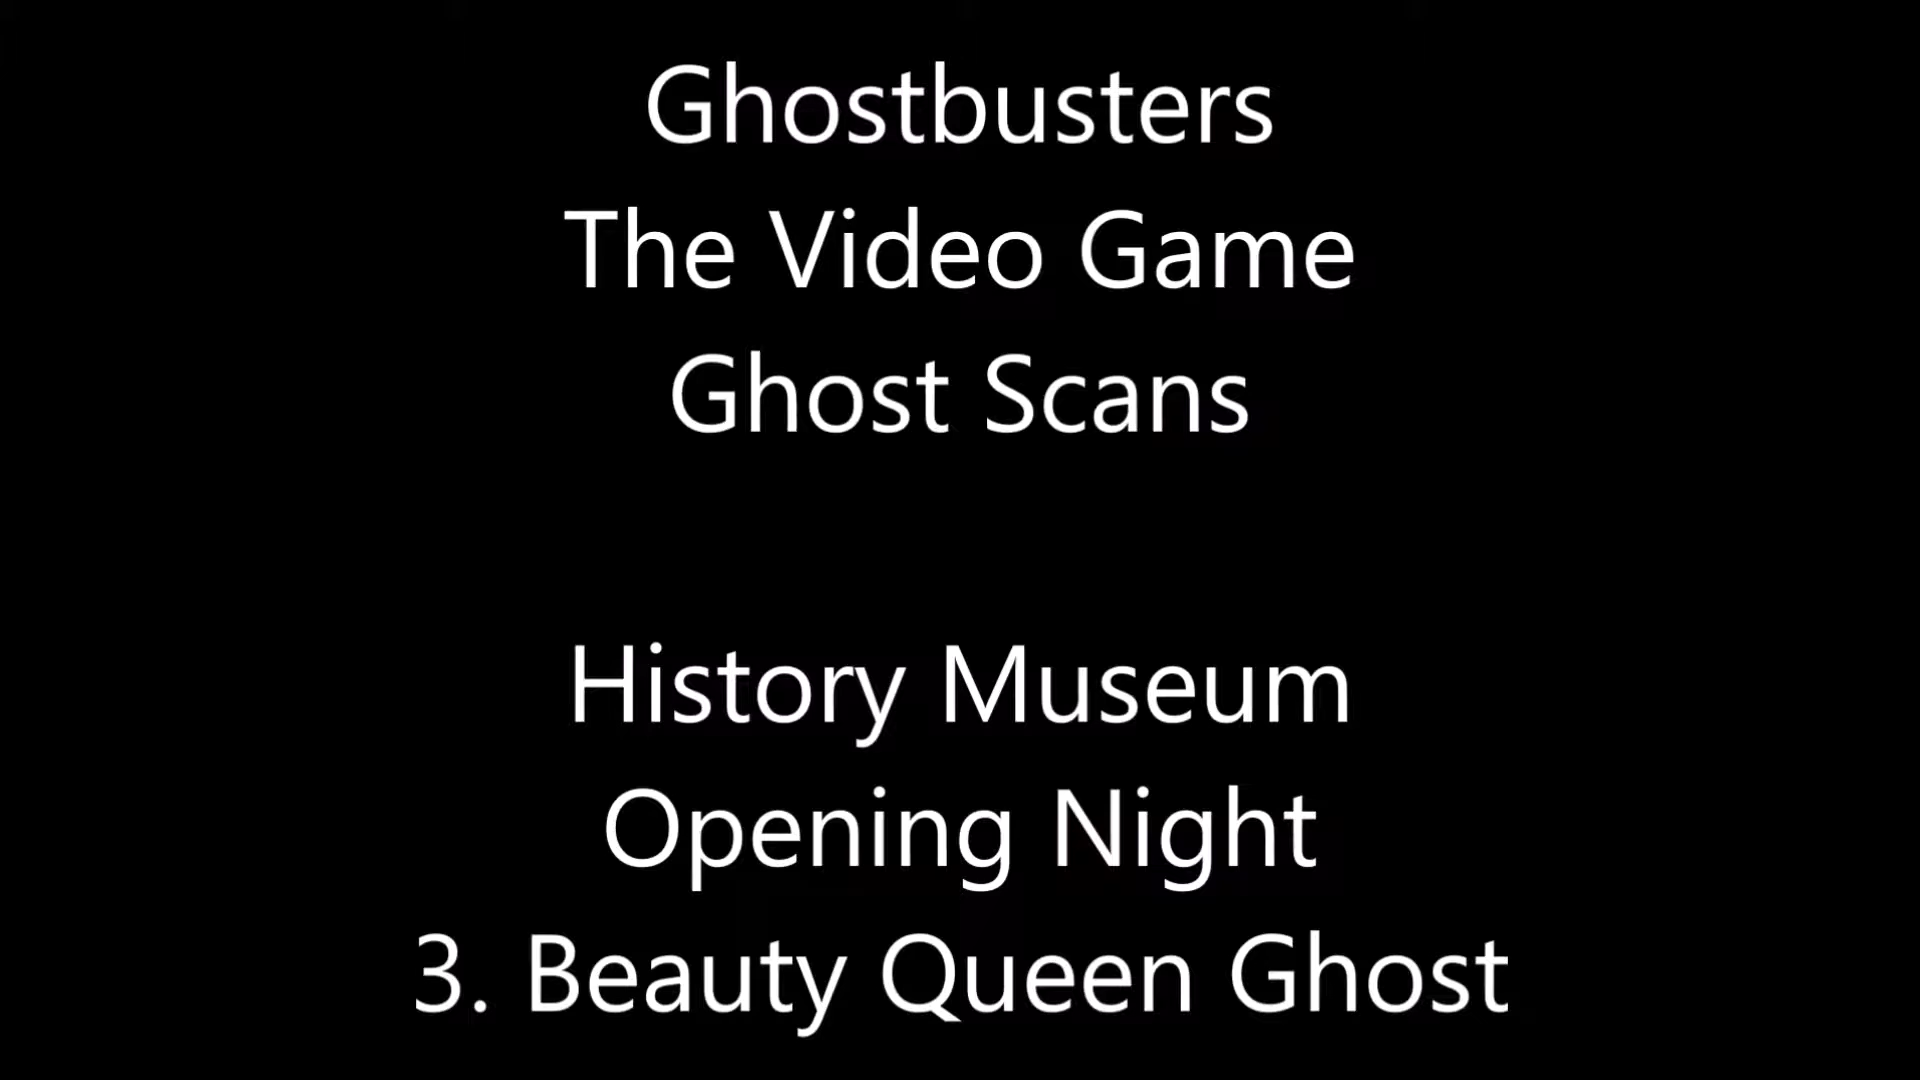 Ghostbusters
The Video Game
Ghost Scans
History Museum
Opening Night
3. Beauty Queen Ghost